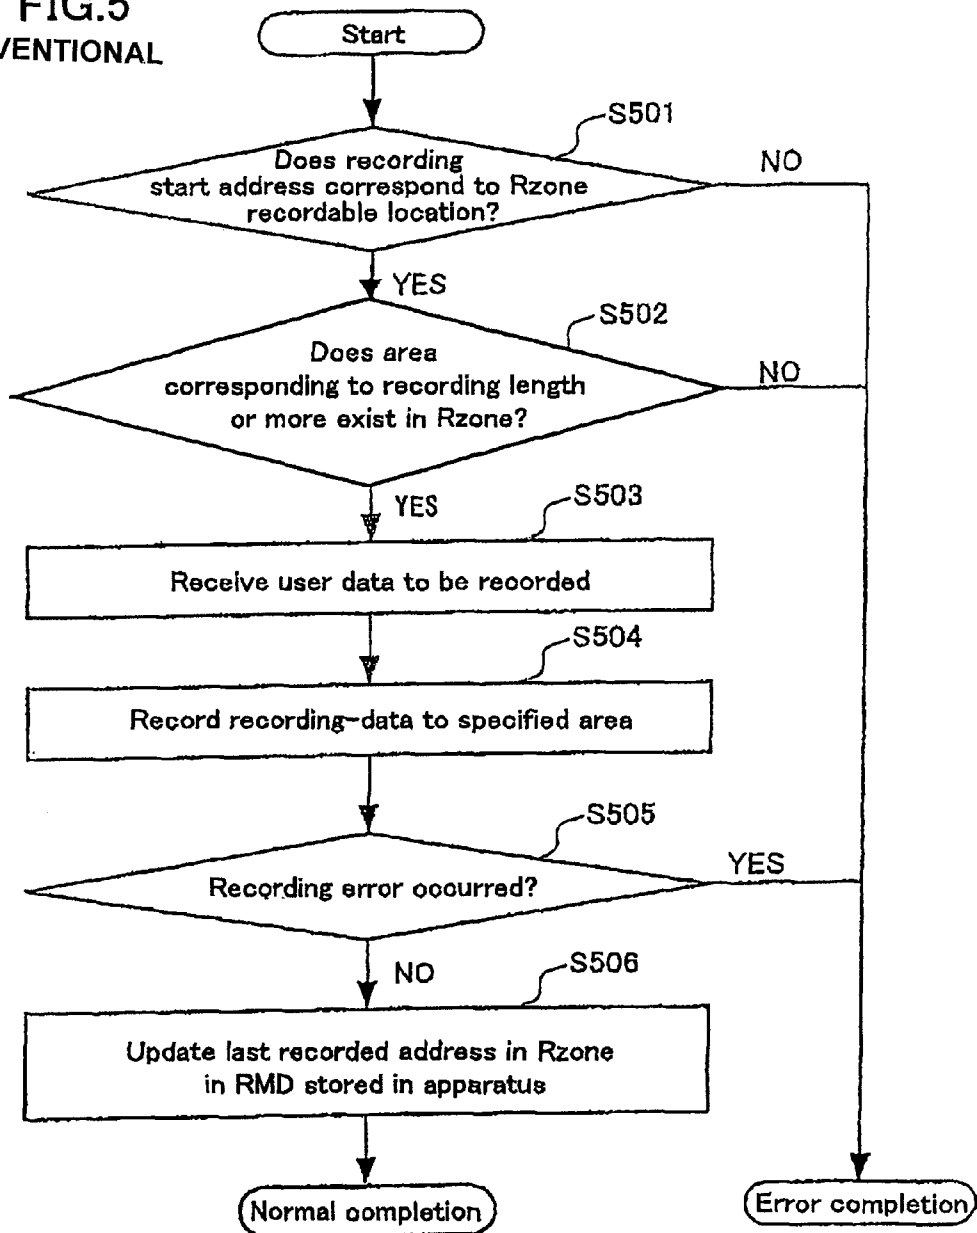 FIG.5
VENTIONAL
Start
S501
Does recording
start address correspond to Rzone
recordable location?
NO
YES
S502
Does area
corresponding to recording length
or more exist in Rzone?
NO
YES
S503
Receive user data to be recorded
S504
Record recording-data to specified area
S505
Recording error occurred?
YES
NO
S506
Update last recorded address in Rzone
in RMD stored in apparatus
Normal completion
Error completion